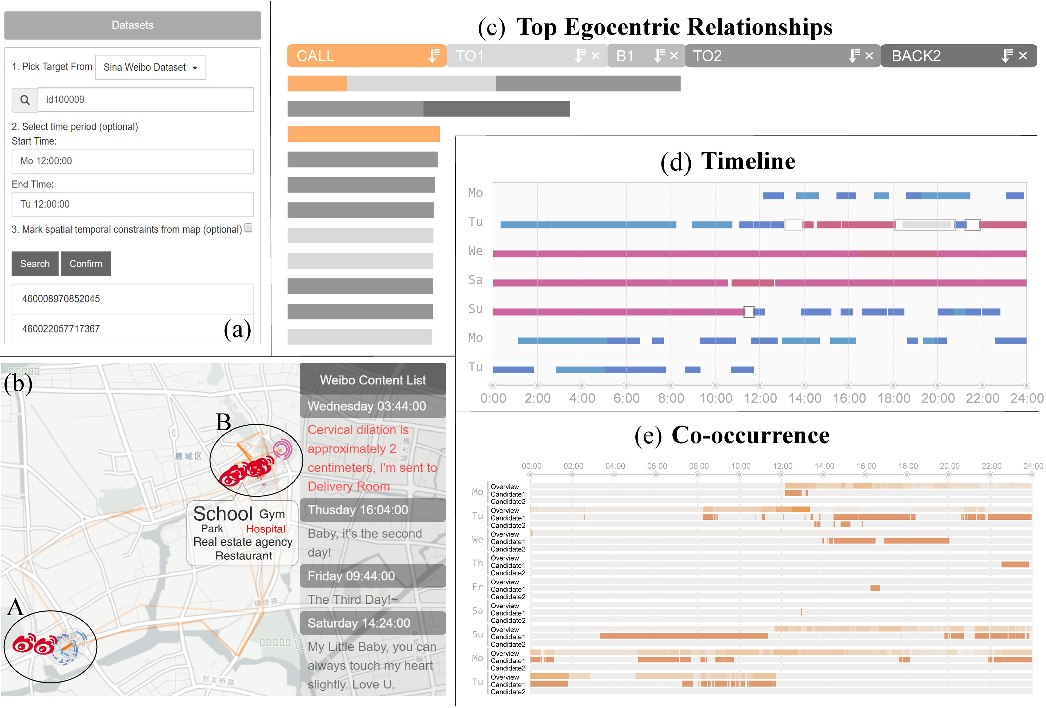 Datasets
1. Pick Target From Sina Weibo Dataset
id100009
2. Select time period (optional)
Start Time:
Mo 12:00:00
End Time:
Tu 12:00:00
3. Mark spatial temporal constraints from map (optional)
Search Confirm
460008970852045
460022057717367
(a)
(b)
A
B
鹿城区
School Gym
Park Hospital
Real estate agency
Restaurant
Weibo Content List
Wednesday 03:44:00
Cervical dilation is
approximately 2
centimeters, I'm sent to
Delivery Room
Thusday 16:04:00
Baby, it's the second
day!
Friday 09:44:00
The Third Day!~
Saturday 14:24:00
My Little Baby, you can
always touch my heart
slightly. Love U.
(c) Top Egocentric Relationships
CALL TO1 × B1 × TO2 × BACK2 ×
(d) Timeline
Mo
Tu
We
Sa
Su
Mo
Tu
0:00 2:00 4:00 6:00 8:00 10:00 12:00 14:00 16:00 18:00 20:00 22:00 24:00
(e) Co-occurrence
00:00 02:00 04:00 06:00 08:00 10:00 12:00 14:00 16:00 18:00 20:00 22:00 24:00
Mo
Overview
Candidate1
Candidate2
Tu
Overview
Candidate1
Candidate2
We
Overview
Candidate1
Candidate2
Th
Overview
Candidate1
Candidate2
Fr
Overview
Candidate1
Candidate2
Sa
Overview
Candidate1
Candidate2
Su
Overview
Candidate1
Candidate2
Mo
Overview
Candidate1
Candidate2
Tu
Overview
Candidate1
Candidate2